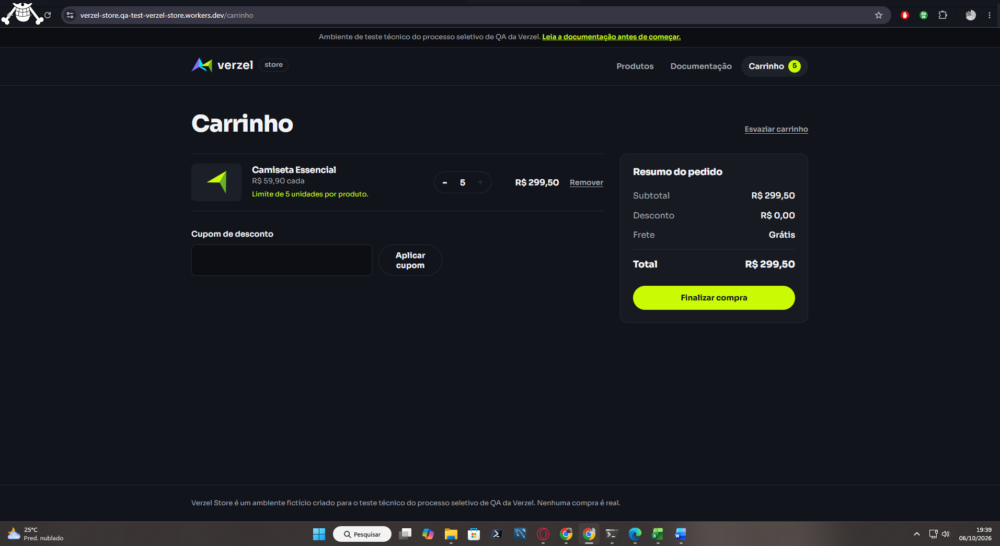 verzel-store.qa-test-verzel-store.workers.dev/carrinho
Ambiente de teste técnico do processo seletivo de QA da Verzel. Leia a documentação antes de começar.
verzel store
Produtos
Documentação
Carrinho 5
Carrinho
Esvaziar carrinho
Camiseta Essencial
R$ 59,90 cada
Limite de 5 unidades por produto.
- 5 +
R$ 299,50
Remover
Cupom de desconto
Aplicar
cupom
Resumo do pedido
Subtotal R$ 299,50
Desconto R$ 0,00
Frete Grátis
Total R$ 299,50
Finalizar compra
Verzel Store é um ambiente fictício criado para o teste técnico do processo seletivo de QA da Verzel. Nenhuma compra é real.
25°C
Pred. nublado
Pesquisar
19:39
06/10/2026